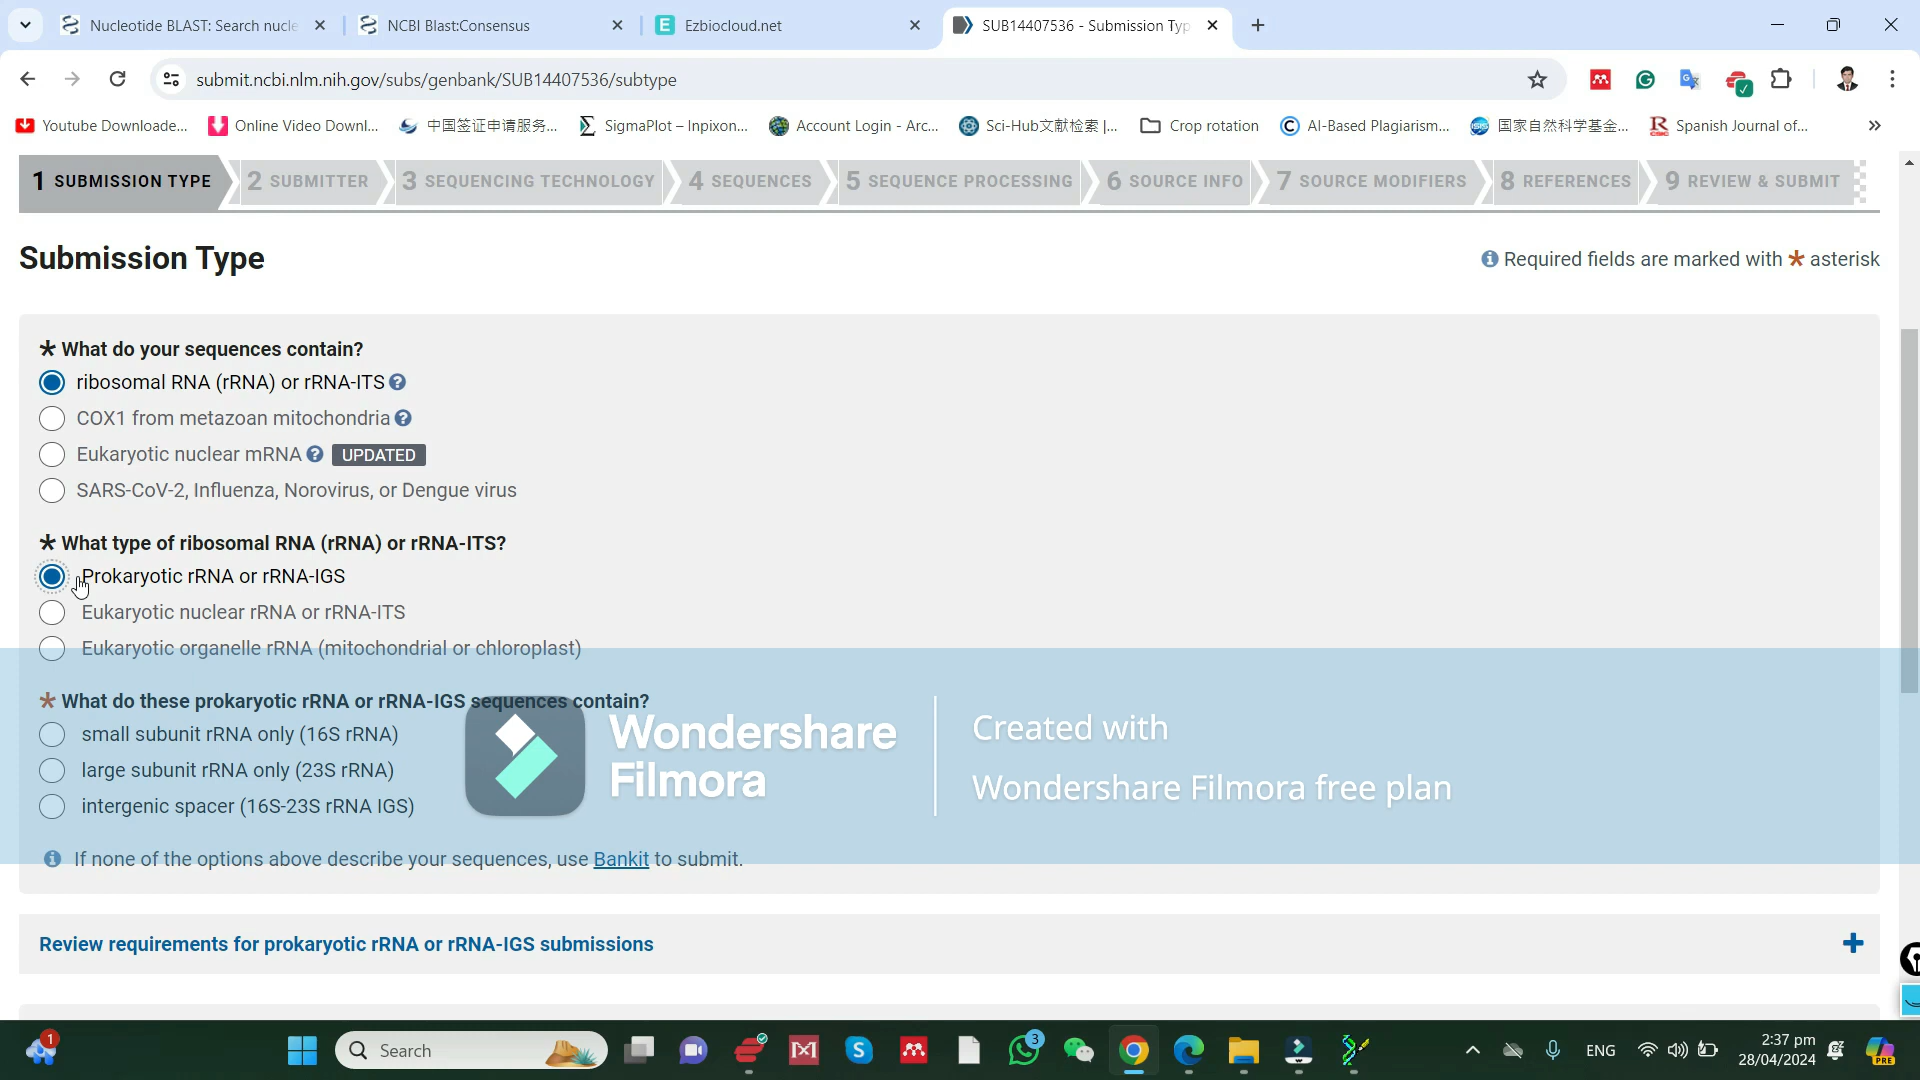 Nucleotide BLAST: Search nucle
NCBI Blast:Consensus
Ezbiocloud.net
SUB14407536 - Submission Typ
submit.ncbi.nlm.nih.gov/subs/genbank/SUB14407536/subtype
Youtube Downloade...
Online Video Downl...
中国签证申请服务...
SigmaPlot – Inpixon...
Account Login - Arc...
Sci-Hub文献检索 |...
Crop rotation
AI-Based Plagiarism...
国家自然科学基金...
Spanish Journal of...
1 SUBMISSION TYPE
2 SUBMITTER
3 SEQUENCING TECHNOLOGY
4 SEQUENCES
5 SEQUENCE PROCESSING
6 SOURCE INFO
7 SOURCE MODIFIERS
8 REFERENCES
9 REVIEW & SUBMIT
Submission Type
Required fields are marked with * asterisk
* What do your sequences contain?
ribosomal RNA (rRNA) or rRNA-ITS
COX1 from metazoan mitochondria
Eukaryotic nuclear mRNA UPDATED
SARS-CoV-2, Influenza, Norovirus, or Dengue virus
* What type of ribosomal RNA (rRNA) or rRNA-ITS?
Prokaryotic rRNA or rRNA-IGS
Eukaryotic nuclear rRNA or rRNA-ITS
Eukaryotic organelle rRNA (mitochondrial or chloroplast)
* What do these prokaryotic rRNA or rRNA-IGS sequences contain?
small subunit rRNA only (16S rRNA)
large subunit rRNA only (23S rRNA)
intergenic spacer (16S-23S rRNA IGS)
Wondershare
Filmora
Created with
Wondershare Filmora free plan
If none of the options above describe your sequences, use Bankit to submit.
Review requirements for prokaryotic rRNA or rRNA-IGS submissions
1
Search
3
ENG
2:37 pm
28/04/2024
PRE